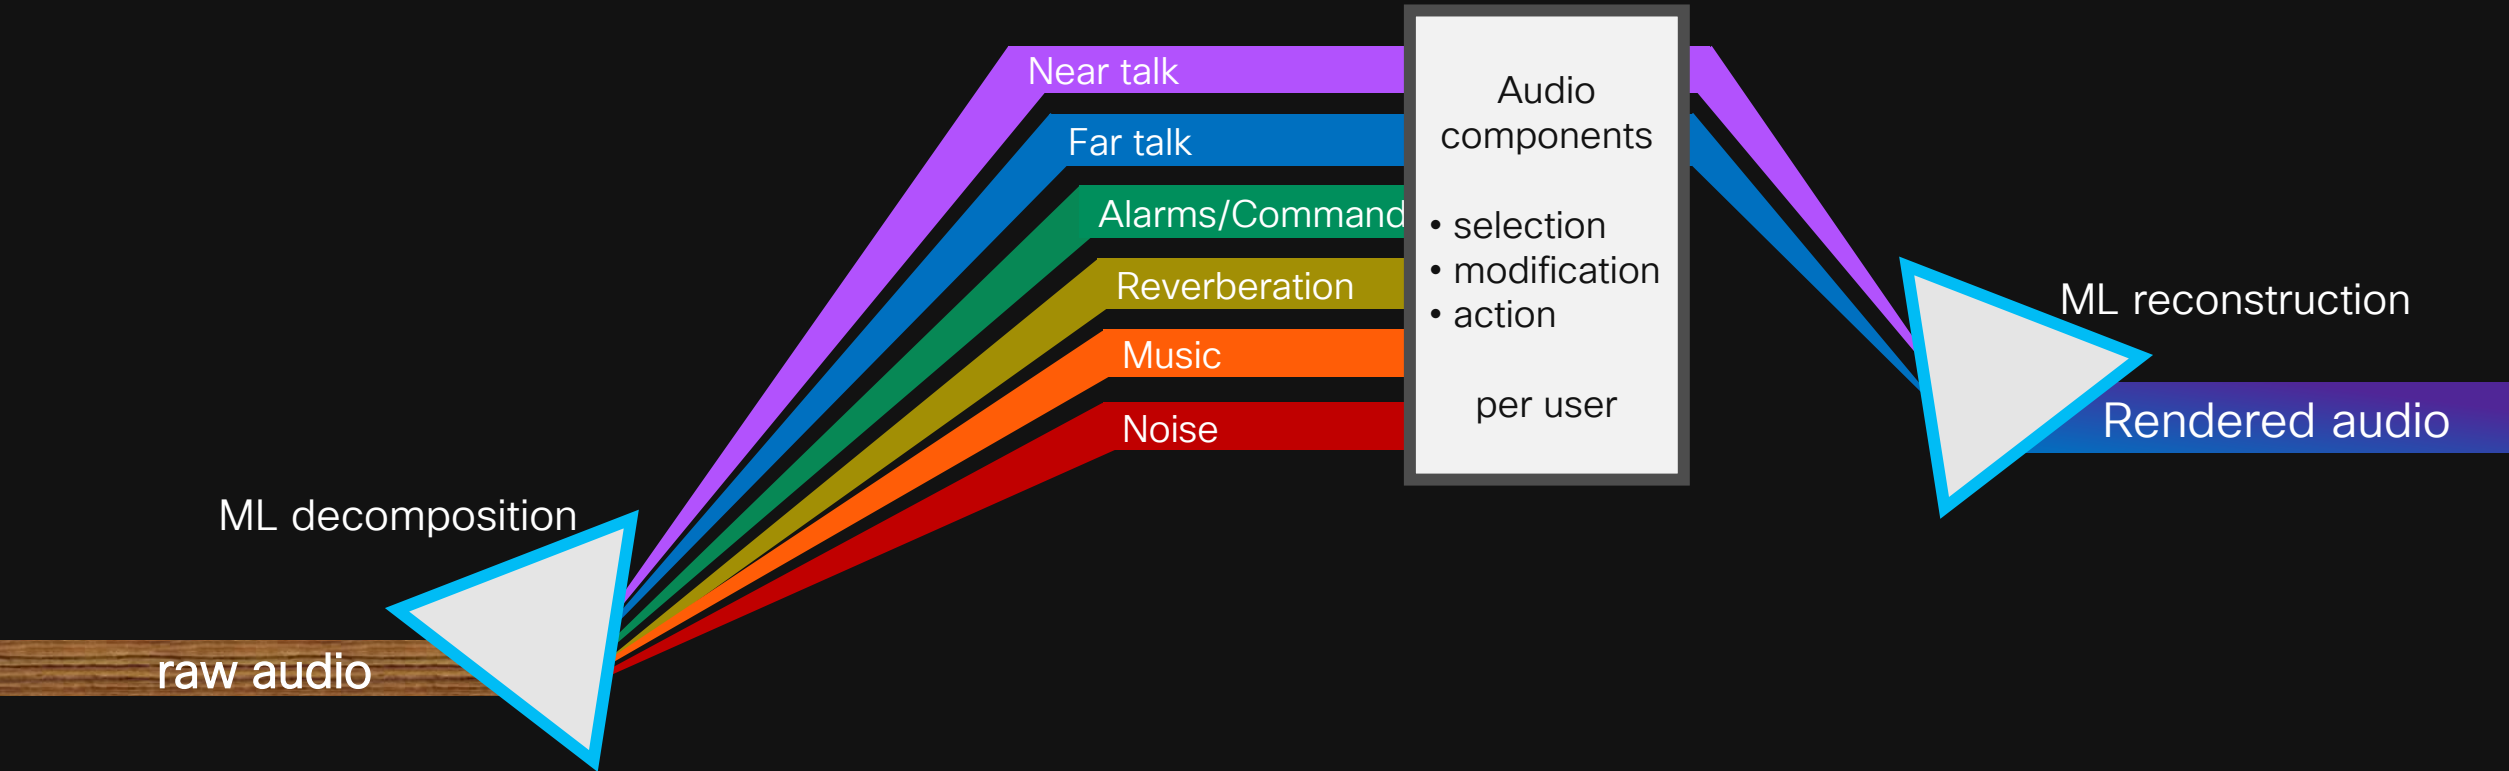 raw audio
ML decomposition
Near talk
Far talk
Alarms/Command
Reverberation
Music
Noise
Audio
components
• selection
• modification
• action
per user
ML reconstruction
Rendered audio